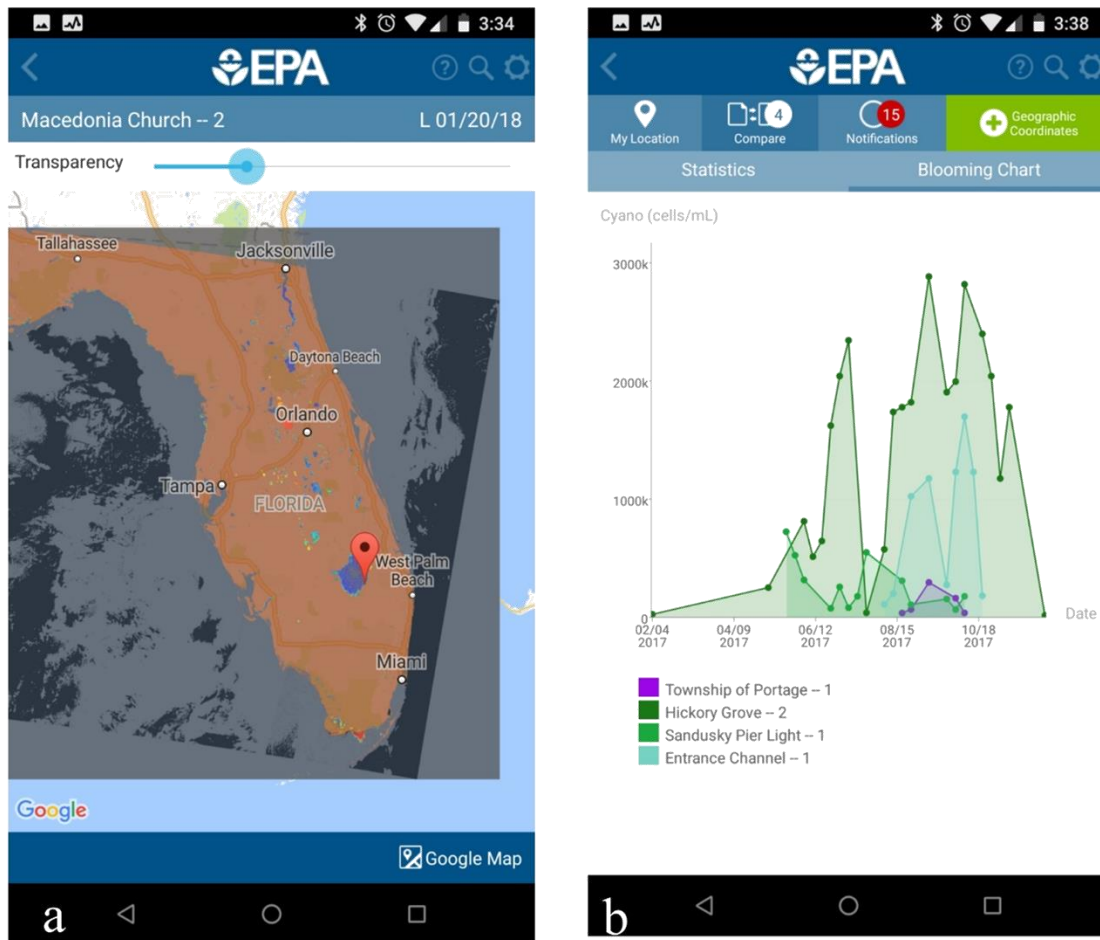 3:34
EPA
Macedonia Church -- 2 L 01/20/18
Transparency
Tallahassee
Jacksonville
Daytona Beach
Orlando
Tampa
FLORIDA
West Palm
Beach
Miami
Google
Google Map
a
3:38
EPA
My Location
4
Compare
15
Notifications
Geographic
Coordinates
Statistics Blooming Chart
Cyano (cells/mL)
3000k
2000k
1000k
0
02/04 04/09 06/12 08/15 10/18 Date
2017 2017 2017 2017 2017
Township of Portage -- 1
Hickory Grove -- 2
Sandusky Pier Light -- 1
Entrance Channel -- 1
b